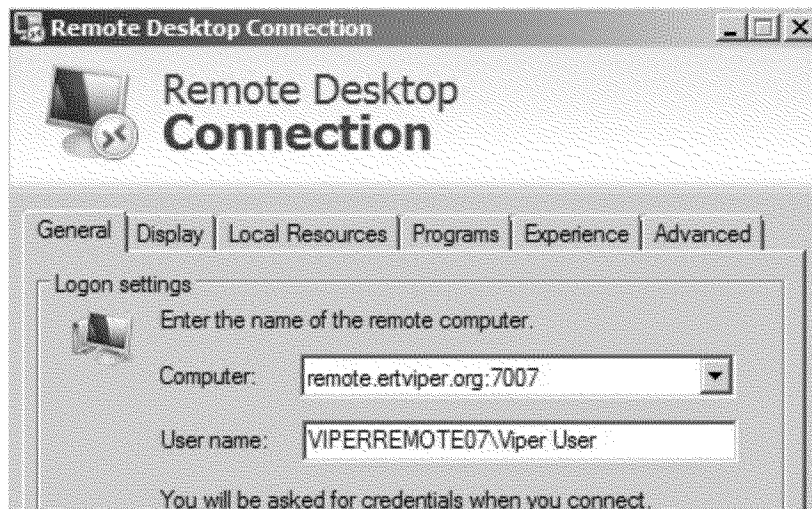 Remote Desktop Connection
Remote Desktop
Connection
General
Display
Local Resources
Programs
Experience
Advanced
Logon settings
Enter the name of the remote computer.
Computer:
remote.ertviper.org:7007
User name:
VIPERREMOTE07\Viper User
You will be asked for credentials when you connect.